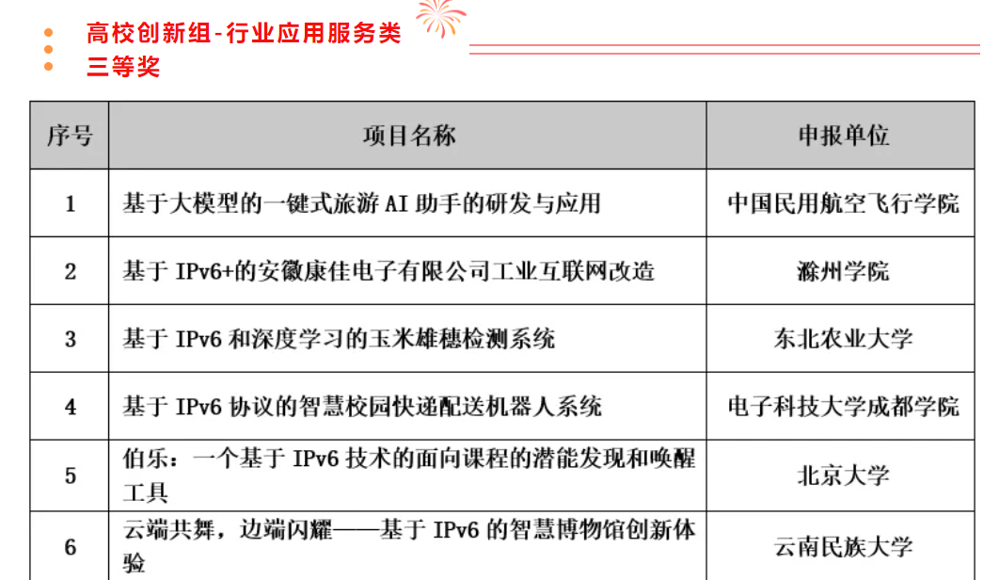 高校创新组-行业应用服务类
三等奖
序号 项目名称 申报单位
1 基于大模型的一键式旅游 AI 助手的研发与应用 中国民用航空飞行学院
2 基于 IPv6+的安徽康佳电子有限公司工业互联网改造 滁州学院
3 基于 IPv6 和深度学习的玉米雄穗检测系统 东北农业大学
4 基于 IPv6 协议的智慧校园快递配送机器人系统 电子科技大学成都学院
5 伯乐：一个基于 IPv6 技术的面向课程的潜能发现和唤醒 北京大学
工具
6 云端共舞，边端闪耀——基于 IPv6 的智慧博物馆创新体 云南民族大学
验